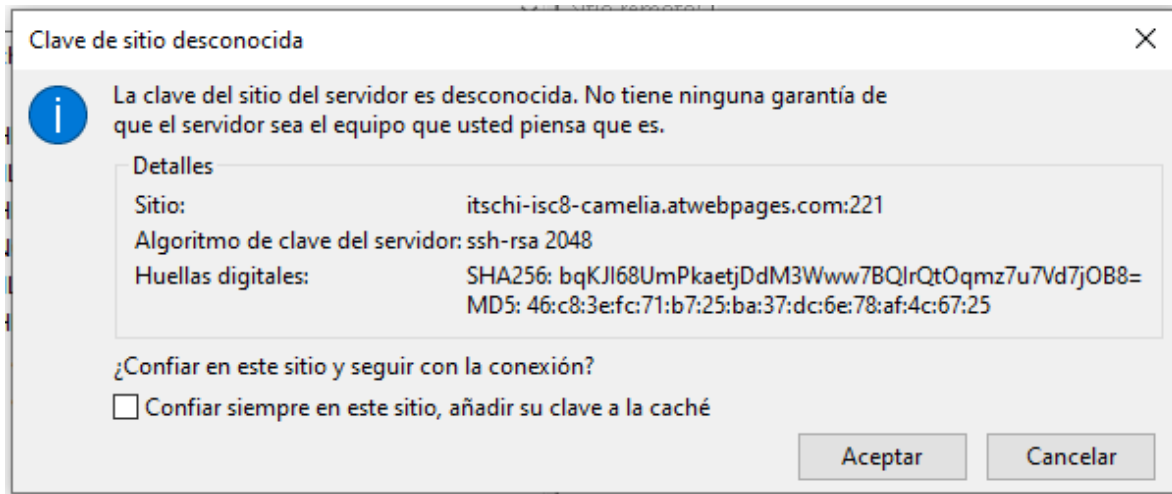 Clave de sitio desconocida
La clave del sitio del servidor es desconocida. No tiene ninguna garantía de
que el servidor sea el equipo que usted piensa que es.
Detalles
Sitio: itschi-isc8-camelia.atwebpages.com:221
Algoritmo de clave del servidor: ssh-rsa 2048
Huellas digitales: SHA256: bqKJI68UmPkaetjDdM3Www7BQIrQtOqmz7u7Vd7jOB8=
MD5: 46:c8:3e:fc:71:b7:25:ba:37:dc:6e:78:af:4c:67:25
¿Confiar en este sitio y seguir con la conexión?
Confiar siempre en este sitio, añadir su clave a la caché
Aceptar Cancelar